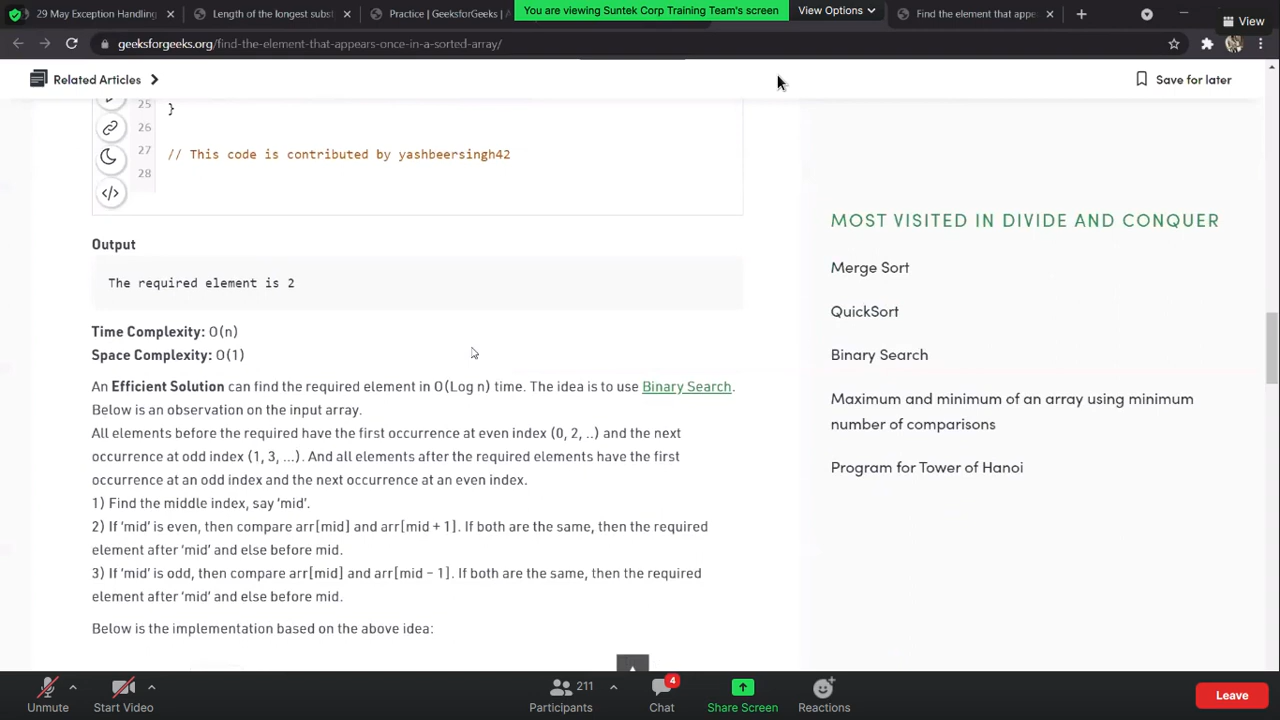 29 May Exception Handling
Length of the longest subst
Practice | GeeksforGeeks |
You are viewing Suntek Corp Training Team's screen
View Options
Find the element that appe
View
geeksforgeeks.org/find-the-element-that-appears-once-in-a-sorted-array/
Related Articles
Save for later
25 }
26
27 // This code is contributed by yashbeersingh42
28
Output
The required element is 2
Time Complexity: O(n)
Space Complexity: O(1)
An Efficient Solution can find the required element in O(Log n) time. The idea is to use Binary Search.
Below is an observation on the input array.
All elements before the required have the first occurrence at even index (0, 2, ..) and the next
occurrence at odd index (1, 3, …). And all elements after the required elements have the first
occurrence at an odd index and the next occurrence at an even index.
1) Find the middle index, say ‘mid’.
2) If ‘mid’ is even, then compare arr[mid] and arr[mid + 1]. If both are the same, then the required
element after ‘mid’ and else before mid.
3) If ‘mid’ is odd, then compare arr[mid] and arr[mid – 1]. If both are the same, then the required
element after ‘mid’ and else before mid.
Below is the implementation based on the above idea:
MOST VISITED IN DIVIDE AND CONQUER
Merge Sort
QuickSort
Binary Search
Maximum and minimum of an array using minimum
number of comparisons
Program for Tower of Hanoi
Unmute
Start Video
211
Participants
4
Chat
Share Screen
Reactions
Leave